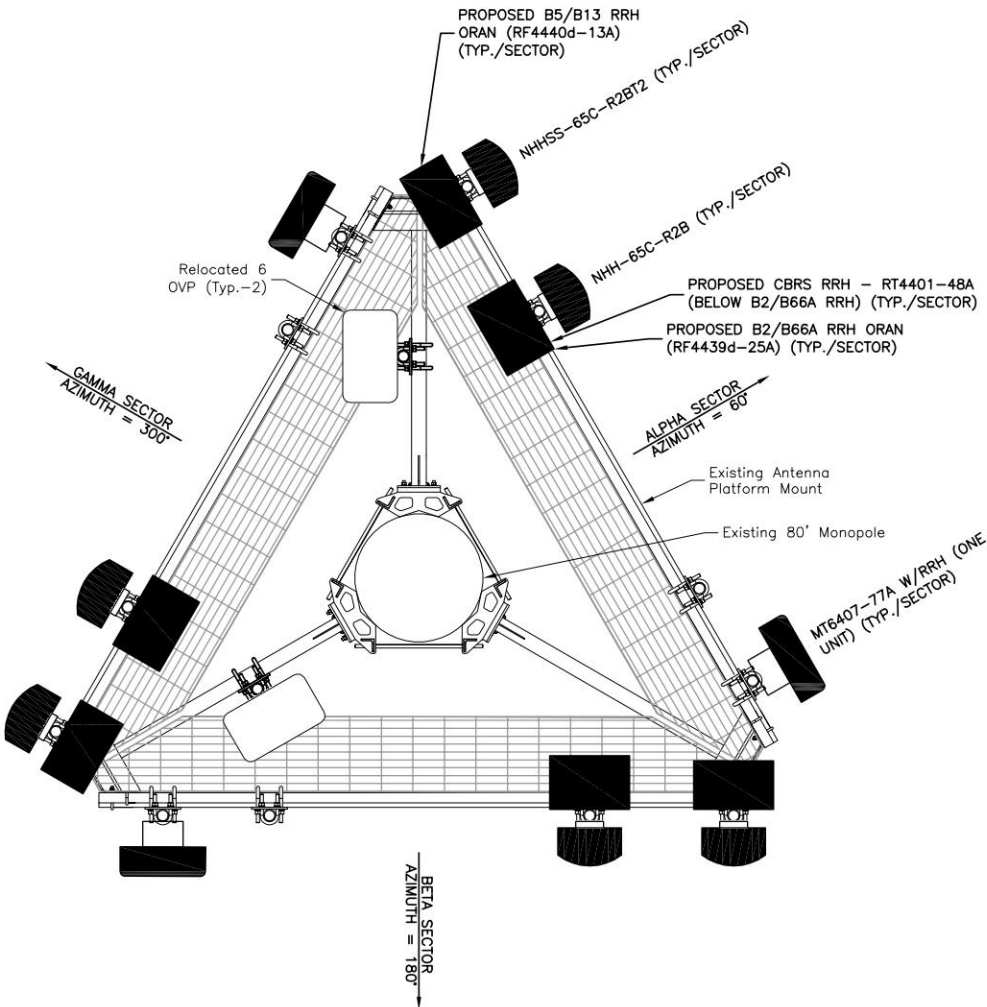 PROPOSED B5/B13 RRH
ORAN (RF4440d-13A)
(TYP./SECTOR)
NHHSS-65C-R2BT2 (TYP./SECTOR)
NHH-65C-R2B (TYP./SECTOR)
Relocated 6
OVP (Typ.-2)
PROPOSED CBRS RRH - RT4401-48A
(BELOW B2/B66A RRH) (TYP./SECTOR)
PROPOSED B2/B66A RRH ORAN
(RF4439d-25A) (TYP./SECTOR)
GAMMA SECTOR
AZIMUTH = 300°
ALPHA SECTOR
AZIMUTH = 60°
Existing Antenna
Platform Mount
Existing 80' Monopole
MT6407-77A W/RRH (ONE
UNIT) (TYP./SECTOR)
BETA SECTOR
AZIMUTH = 180°